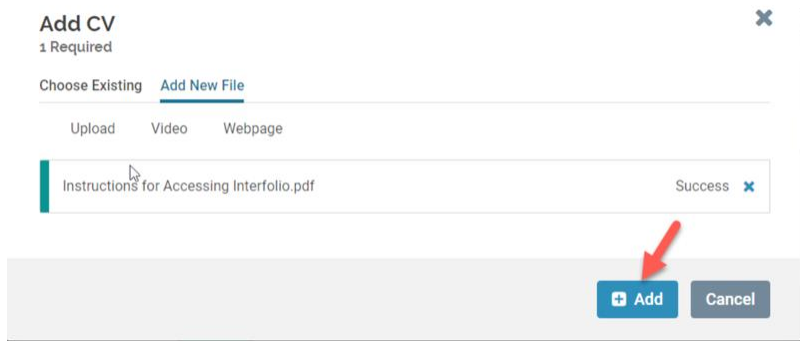 Add CV
1 Required
Choose Existing Add New File
Upload Video Webpage
Instructions for Accessing Interfolio.pdf Success
Add Cancel